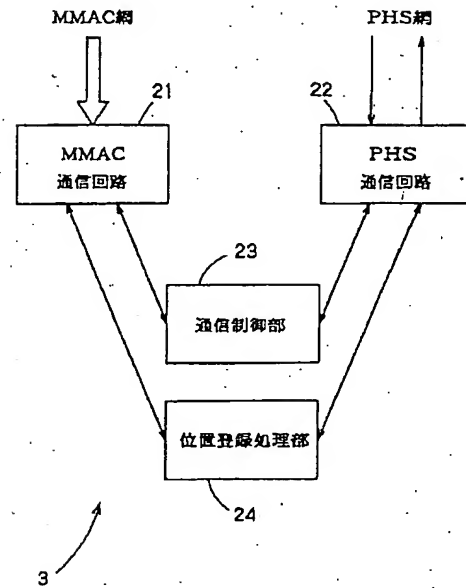 MMAC網
PHS網
21
22
MMAC
通信回路
PHS
通信回路
23
通信制御部
位置登録処理部
24
3